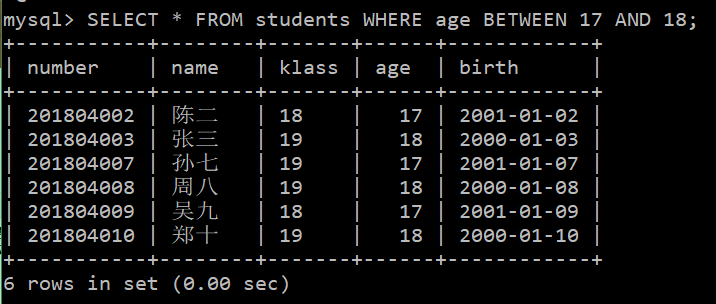 mysql> SELECT * FROM students WHERE age BETWEEN 17 AND 18;
+-----------+--------+-------+------+------------+
| number    | name   | klass | age  | birth      |
+-----------+--------+-------+------+------------+
| 201804002 | 陈二   | 18    |   17 | 2001-01-02 |
| 201804003 | 张三   | 19    |   18 | 2000-01-03 |
| 201804007 | 孙七   | 19    |   17 | 2001-01-07 |
| 201804008 | 周八   | 19    |   18 | 2000-01-08 |
| 201804009 | 吴九   | 18    |   17 | 2001-01-09 |
| 201804010 | 郑十   | 19    |   18 | 2000-01-10 |
+-----------+--------+-------+------+------------+
6 rows in set (0.00 sec)